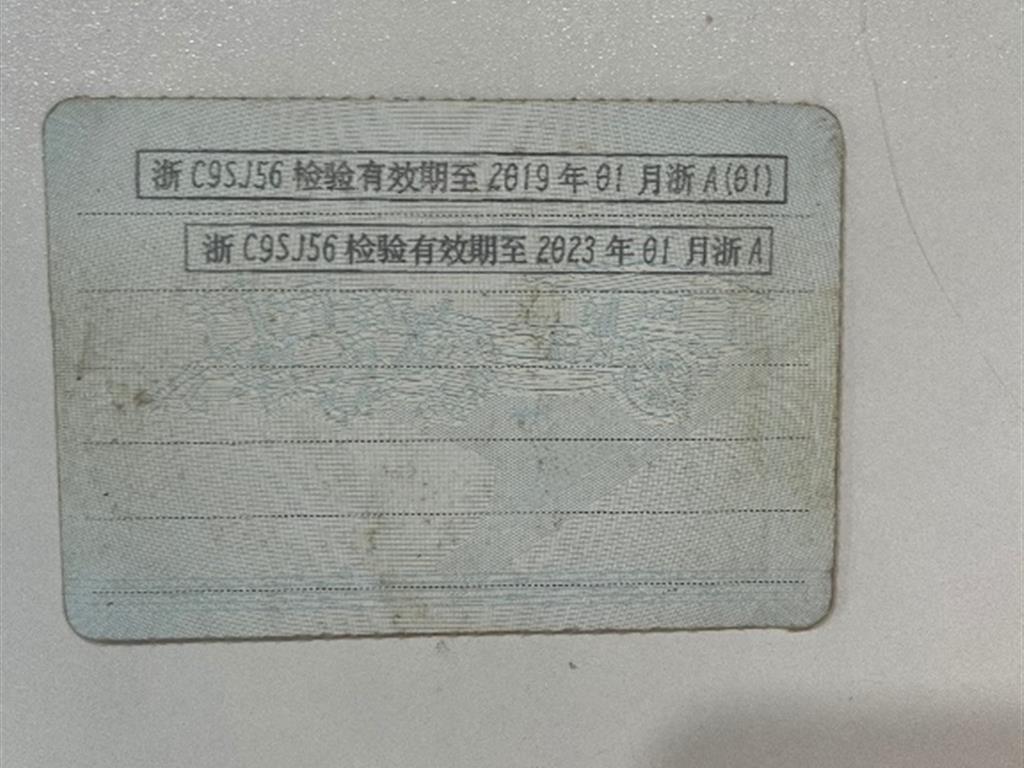 浙 C9SJ56 检验有效期至 2019 年 01 月浙 A(01)
浙 C9SJ56 检验有效期至 2023 年 01 月浙 A